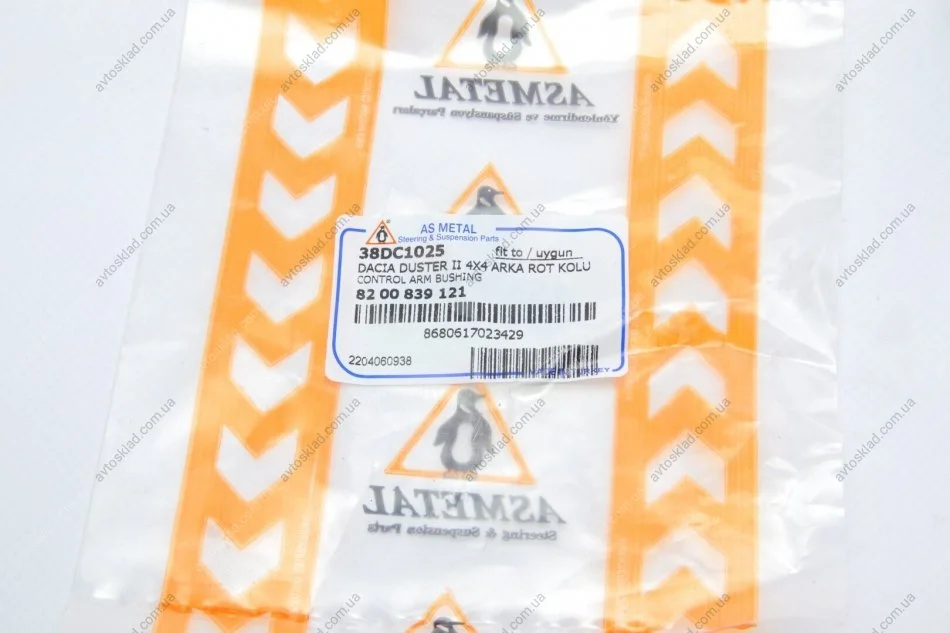 ASMETAL
Yönlendirme ve Süspansiyon Parçaları
AS METAL
Steering & Suspension Parts
38DC1025 fit to / uygun
DACIA DUSTER II 4X4 ARKA ROT KOLU
CONTROL ARM BUSHING
82 00 839 121
8680617023429
2204060938
ASMETAL
Steering & Suspension Parts
avtosklad.com.ua